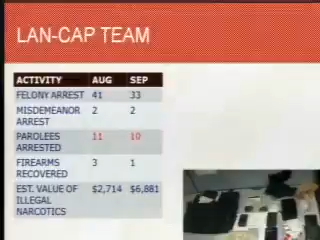 LAN-CAP TEAM
ACTIVITY AUG SEP
FELONY ARREST 41 33
MISDEMEANOR 2 2
ARREST
PAROLEES 11 10
ARRESTED
FIREARMS 3 1
RECOVERED
EST. VALUE OF $2,714 $6,881
ILLEGAL
NARCOTICS